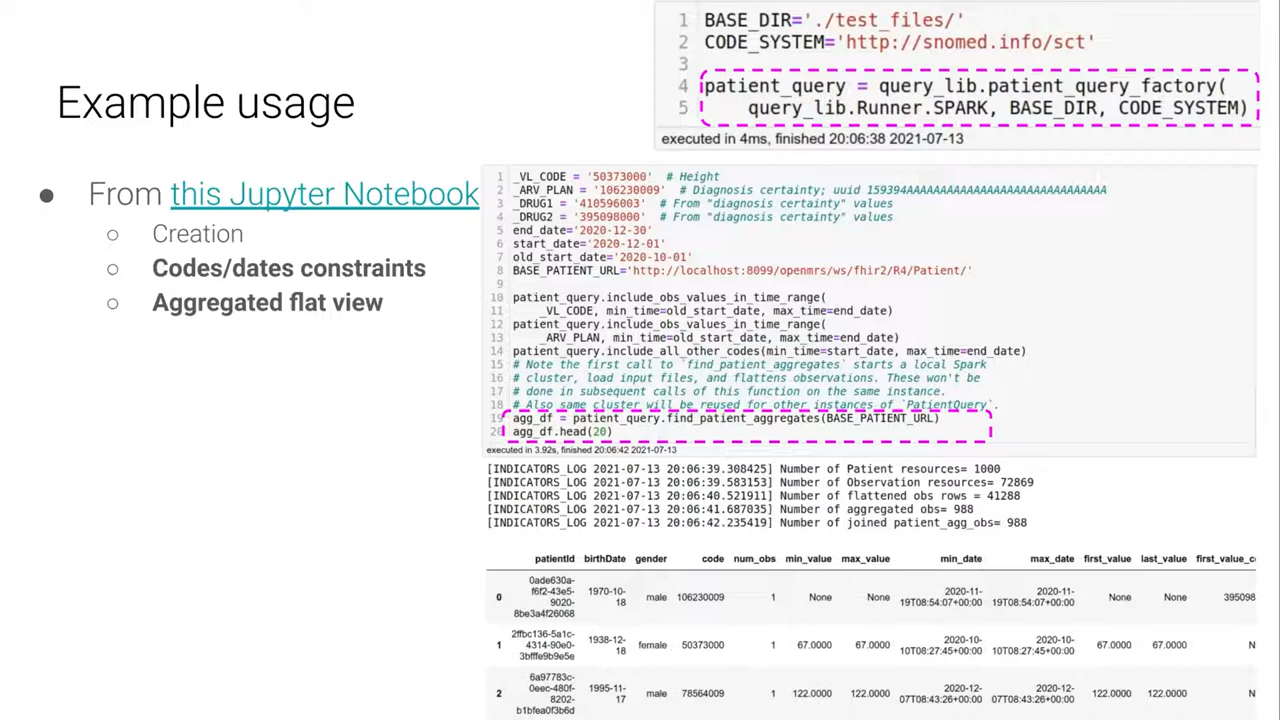 Example usage
● From this Jupyter Notebook
○ Creation
○ Codes/dates constraints
○ Aggregated flat view
1 BASE_DIR='./test_files/'
2 CODE_SYSTEM='http://snomed.info/sct'
3
4 patient_query = query_lib.patient_query_factory(
5 query_lib.Runner.SPARK, BASE_DIR, CODE_SYSTEM)
executed in 4ms, finished 20:06:38 2021-07-13
1 _VL_CODE = '50373000' # Height
2 _ARV_PLAN = '106230009' # Diagnosis certainty; uuid 159394AAAAAAAAAAAAAAAAAAAAAAAAAAAAAA
3 _DRUG1 = '410596003' # From "diagnosis certainty" values
4 _DRUG2 = '395098000' # From "diagnosis certainty" values
5 end_date='2020-12-30'
6 start_date='2020-12-01'
7 old_start_date='2020-10-01'
8 BASE_PATIENT_URL='http://localhost:8099/openmrs/ws/fhir2/R4/Patient/'
9
10 patient_query.include_obs_values_in_time_range(
11 _VL_CODE, min_time=old_start_date, max_time=end_date)
12 patient_query.include_obs_values_in_time_range(
13 _ARV_PLAN, min_time=old_start_date, max_time=end_date)
14 patient_query.include_all_other_codes(min_time=start_date, max_time=end_date)
15 # Note the first call to `find_patient_aggregates` starts a local Spark
16 # cluster, load input files, and flattens observations. These won't be
17 # done in subsequent calls of this function on the same instance.
18 # Also same cluster will be reused for other instances of `PatientQuery`.
19 agg_df = patient_query.find_patient_aggregates(BASE_PATIENT_URL)
20 agg_df.head(20)
executed in 3.92s, finished 20:06:42 2021-07-13
[INDICATORS_LOG 2021-07-13 20:06:39.308425] Number of Patient resources= 1000
[INDICATORS_LOG 2021-07-13 20:06:39.583153] Number of Observation resources= 72869
[INDICATORS_LOG 2021-07-13 20:06:40.521911] Number of flattened obs rows = 41288
[INDICATORS_LOG 2021-07-13 20:06:41.687035] Number of aggregated obs= 988
[INDICATORS_LOG 2021-07-13 20:06:42.235419] Number of joined patient_agg_obs= 988
patientId birthDate gender code num_obs min_value max_value min_date max_date first_value last_value first_value_c
0ade630a-
f6f2-43e5-
9020-
8be3a4f26068
0 1970-10-
18 male 106230009 1 None None 2020-11-
19T08:54:07+00:00 2020-11-
19T08:54:07+00:00 None None 395098
2ffbc136-5a1c-
4314-90e0-
3bfffe9b9e5e
1 1938-12-
18 female 50373000 1 67.0000 67.0000 2020-10-
10T08:27:45+00:00 2020-10-
10T08:27:45+00:00 67.0000 67.0000 N
6a97783c-
0eec-480f-
8202-
b1bfea0f3b6d
2 1995-11-
17 male 78564009 1 122.0000 122.0000 2020-12-
07T08:43:26+00:00 2020-12-
07T08:43:26+00:00 122.0000 122.0000 N